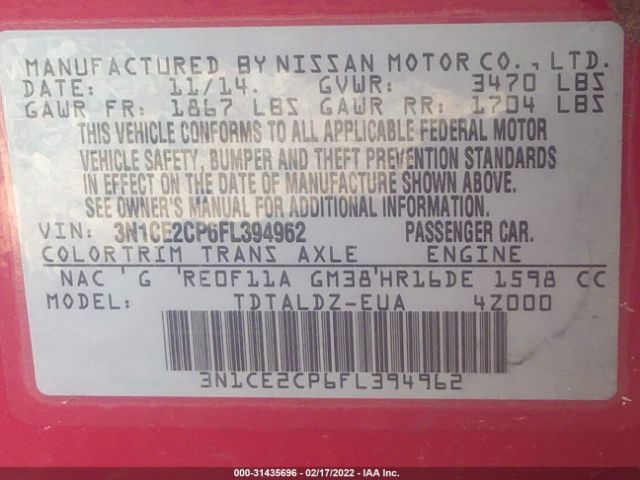 MANUFACTURED BY NISSAN MOTOR CO., LTD.
DATE: 11/14. GVWR: 3470 LBS
GAWR FR: 1867 LBS GAWR RR: 1704 LBS
THIS VEHICLE CONFORMS TO ALL APPLICABLE FEDERAL MOTOR
VEHICLE SAFETY, BUMPER AND THEFT PREVENTION STANDARDS
IN EFFECT ON THE DATE OF MANUFACTURE SHOWN ABOVE.
SEE OWNER'S MANUAL FOR ADDITIONAL INFORMATION
VIN: 3N1CE2CP6FL394962 PASSENGER CAR.
COLORTRIM TRANS AXLE ENGINE
NAC 'G 'RE0F11A GM38'HR16DE 1598 CC
MODEL: TDTALDZ-EUA 4Z000
3N1CE2CP6FL394962
000-31435696 - 02/17/2022 - IAA Inc.